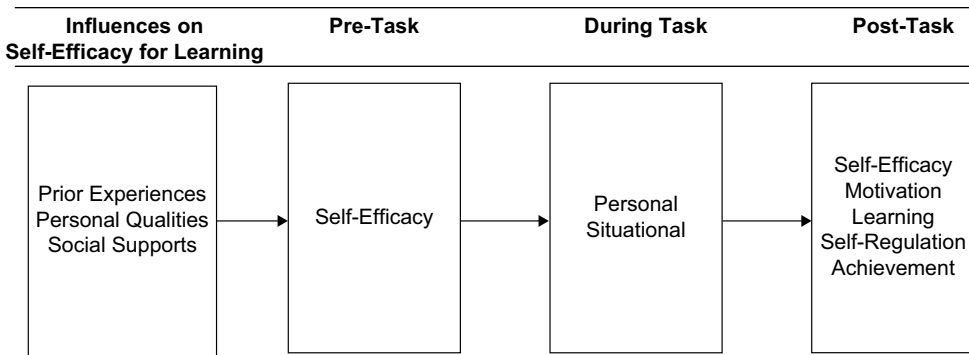 Influences on
Self-Efficacy for Learning
Pre-Task
During Task
Post-Task
Prior Experiences
Personal Qualities
Social Supports
Self-Efficacy
Personal
Situational
Self-Efficacy
Motivation
Learning
Self-Regulation
Achievement